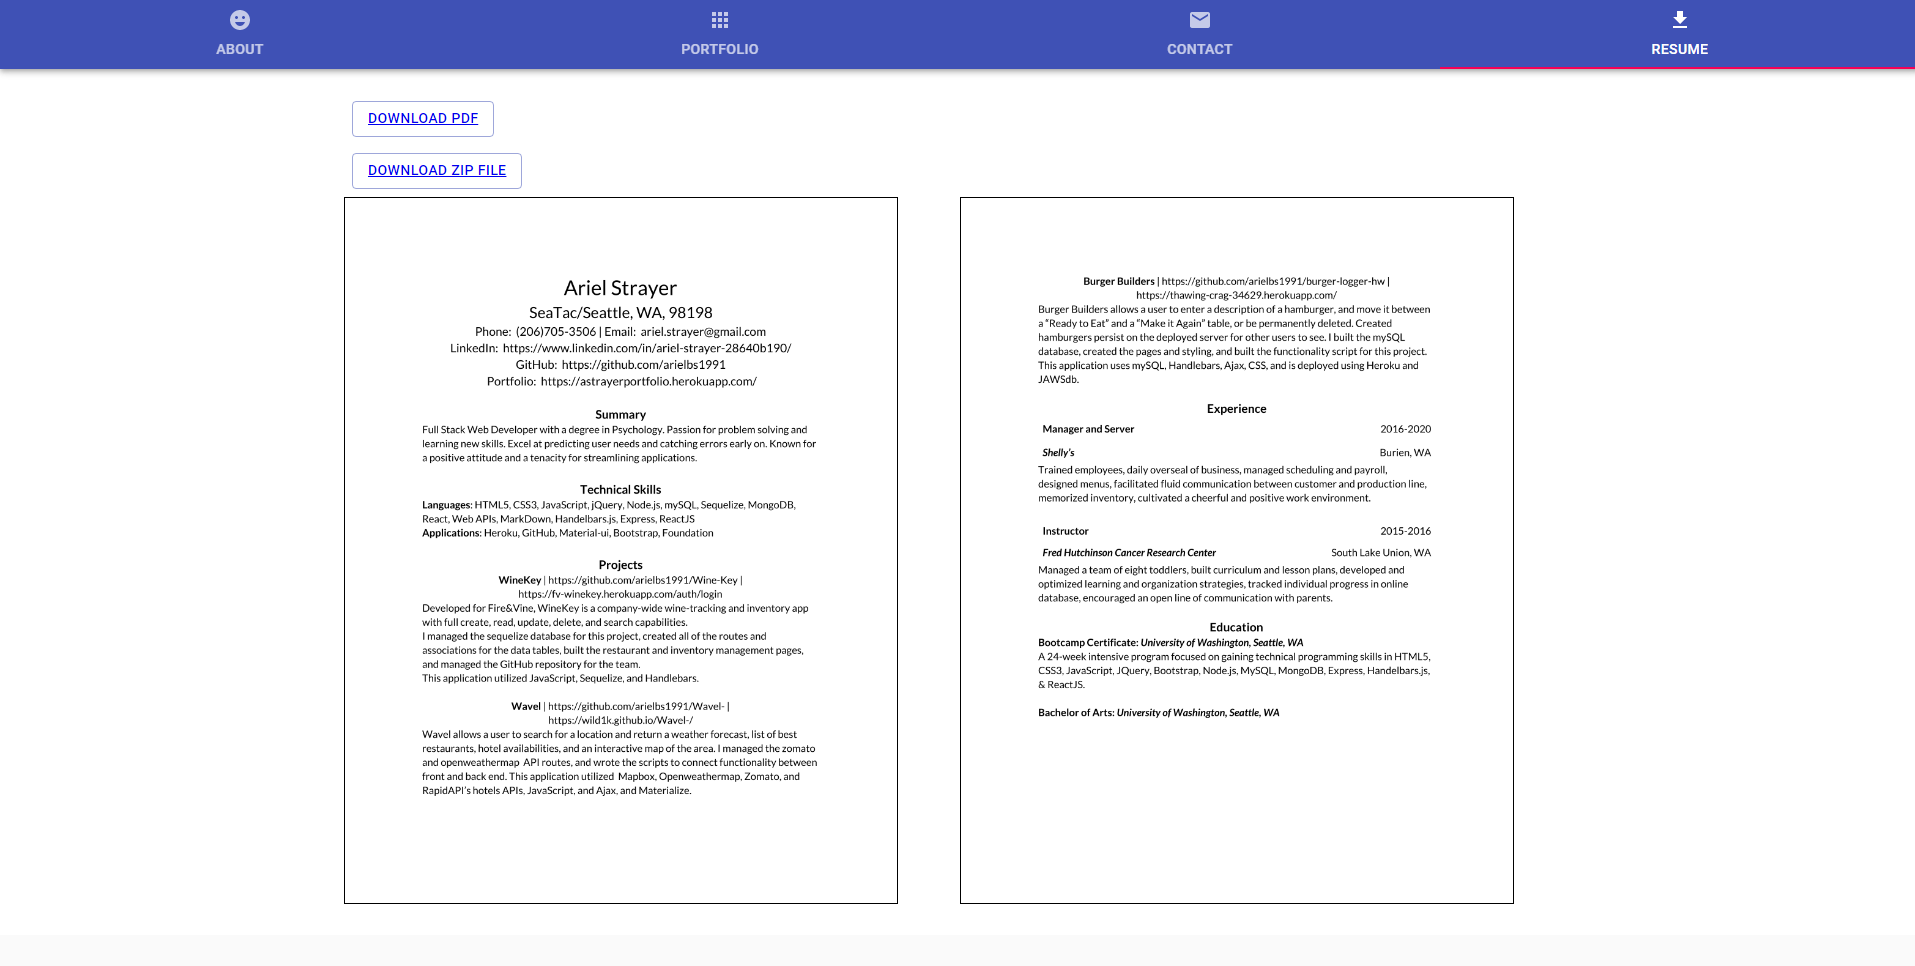 ABOUT
PORTFOLIO
CONTACT
RESUME
DOWNLOAD PDF
DOWNLOAD ZIP FILE
Ariel Strayer
SeaTac/Seattle, WA, 98198
Phone: (206)705-3506 | Email: ariel.strayer@gmail.com
LinkedIn: https://www.linkedin.com/in/ariel-strayer-28640b190/
GitHub: https://github.com/arielbs1991
Portfolio: https://astrayerportfolio.herokuapp.com/
Summary
Full Stack Web Developer with a degree in Psychology. Passion for problem solving and
learning new skills. Excel at predicting user needs and catching errors early on. Known for
a positive attitude and a tenacity for streamlining applications.
Technical Skills
Languages: HTML5, CSS3, JavaScript, jQuery, Node.js, mySQL, Sequelize, MongoDB,
React, Web APIs, MarkDown, Handelbars.js, Express, ReactJS
Applications: Heroku, GitHub, Material-ui, Bootstrap, Foundation
Projects
WineKey | https://github.com/arielbs1991/Wine-Key |
https://fv-winekey.herokuapp.com/auth/login
Developed for Fire&Vine, WineKey is a company-wide wine-tracking and inventory app
with full create, read, update, delete, and search capabilities.
I managed the sequelize database for this project, created all of the routes and
associations for the data tables, built the restaurant and inventory management pages,
and managed the GitHub repository for the team.
This application utilized JavaScript, Sequelize, and Handlebars.
Wavel | https://github.com/arielbs1991/Wavel- |
https://wild1k.github.io/Wavel-/
Wavel allows a user to search for a location and return a weather forecast, list of best
restaurants, hotel availabilities, and an interactive map of the area. I managed the zomato
and openweathermap API routes, and wrote the scripts to connect functionality between
front and back end. This application utilized Mapbox, Openweathermap, Zomato, and
RapidAPI's hotels APIs, JavaScript, and Ajax, and Materialize.
Burger Builders | https://github.com/arielbs1991/burger-logger-hw |
https://thawing-crag-34629.herokuapp.com/
Burger Builders allows a user to enter a description of a hamburger, and move it between
a “Ready to Eat” and a “Make it Again” table, or be permanently deleted. Created
hamburgers persist on the deployed server for other users to see. I built the mySQL
database, created the pages and styling, and built the functionality script for this project.
This application uses mySQL, Handlebars, Ajax, CSS, and is deployed using Heroku and
JAWSdb.
Experience
Manager and Server 2016-2020
Shelly's Burien, WA
Trained employees, daily overseal of business, managed scheduling and payroll,
designed menus, facilitated fluid communication between customer and production line,
memorized inventory, cultivated a cheerful and positive work environment.
Instructor 2015-2016
Fred Hutchinson Cancer Research Center South Lake Union, WA
Managed a team of eight toddlers, built curriculum and lesson plans, developed and
optimized learning and organization strategies, tracked individual progress in online
database, encouraged an open line of communication with parents.
Education
Bootcamp Certificate: University of Washington, Seattle, WA
A 24-week intensive program focused on gaining technical programming skills in HTML5,
CSS3, JavaScript, JQuery, Bootstrap, Node.js, MySQL, MongoDB, Express, Handelbars.js,
& ReactJS.
Bachelor of Arts: University of Washington, Seattle, WA